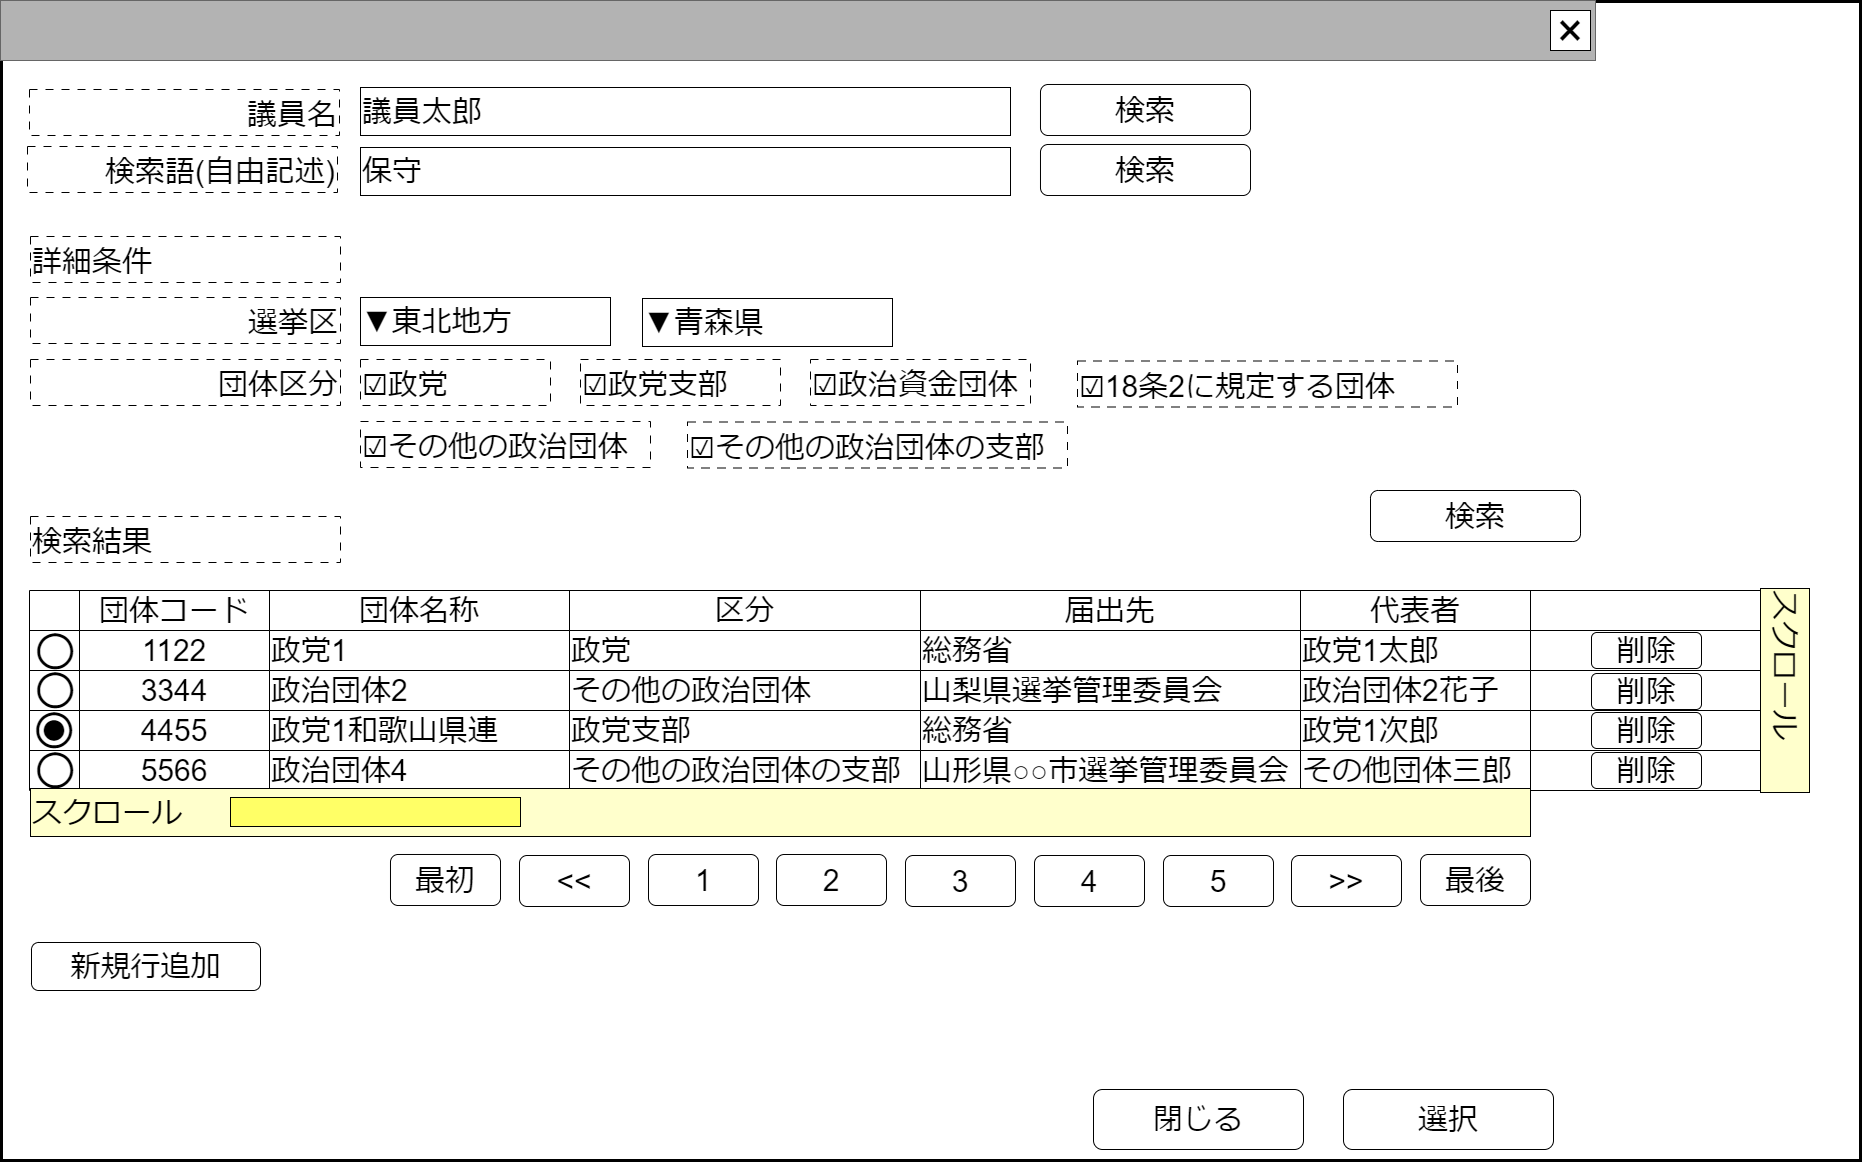 ×
議員名 議員太郎 検索
検索語(自由記述) 保守 検索
詳細条件
選挙区 ▼東北地方 ▼青森県
団体区分 ☑政党 ☑政党支部 ☑政治資金団体 ☑18条2に規定する団体
☑その他の政治団体 ☑その他の政治団体の支部
検索
検索結果
団体コード 団体名称 区分 届出先 代表者
1122 政党1 政党 総務省 政党1太郎 削除
3344 政治団体2 その他の政治団体 山梨県選挙管理委員会 政治団体2花子 削除
4455 政党1和歌山県連 政党支部 総務省 政党1次郎 削除
5566 政治団体4 その他の政治団体の支部 山形県○○市選挙管理委員会 その他団体三郎 削除
スクロール
スクロール
最初 << 1 2 3 4 5 >> 最後
新規行追加
閉じる 選択